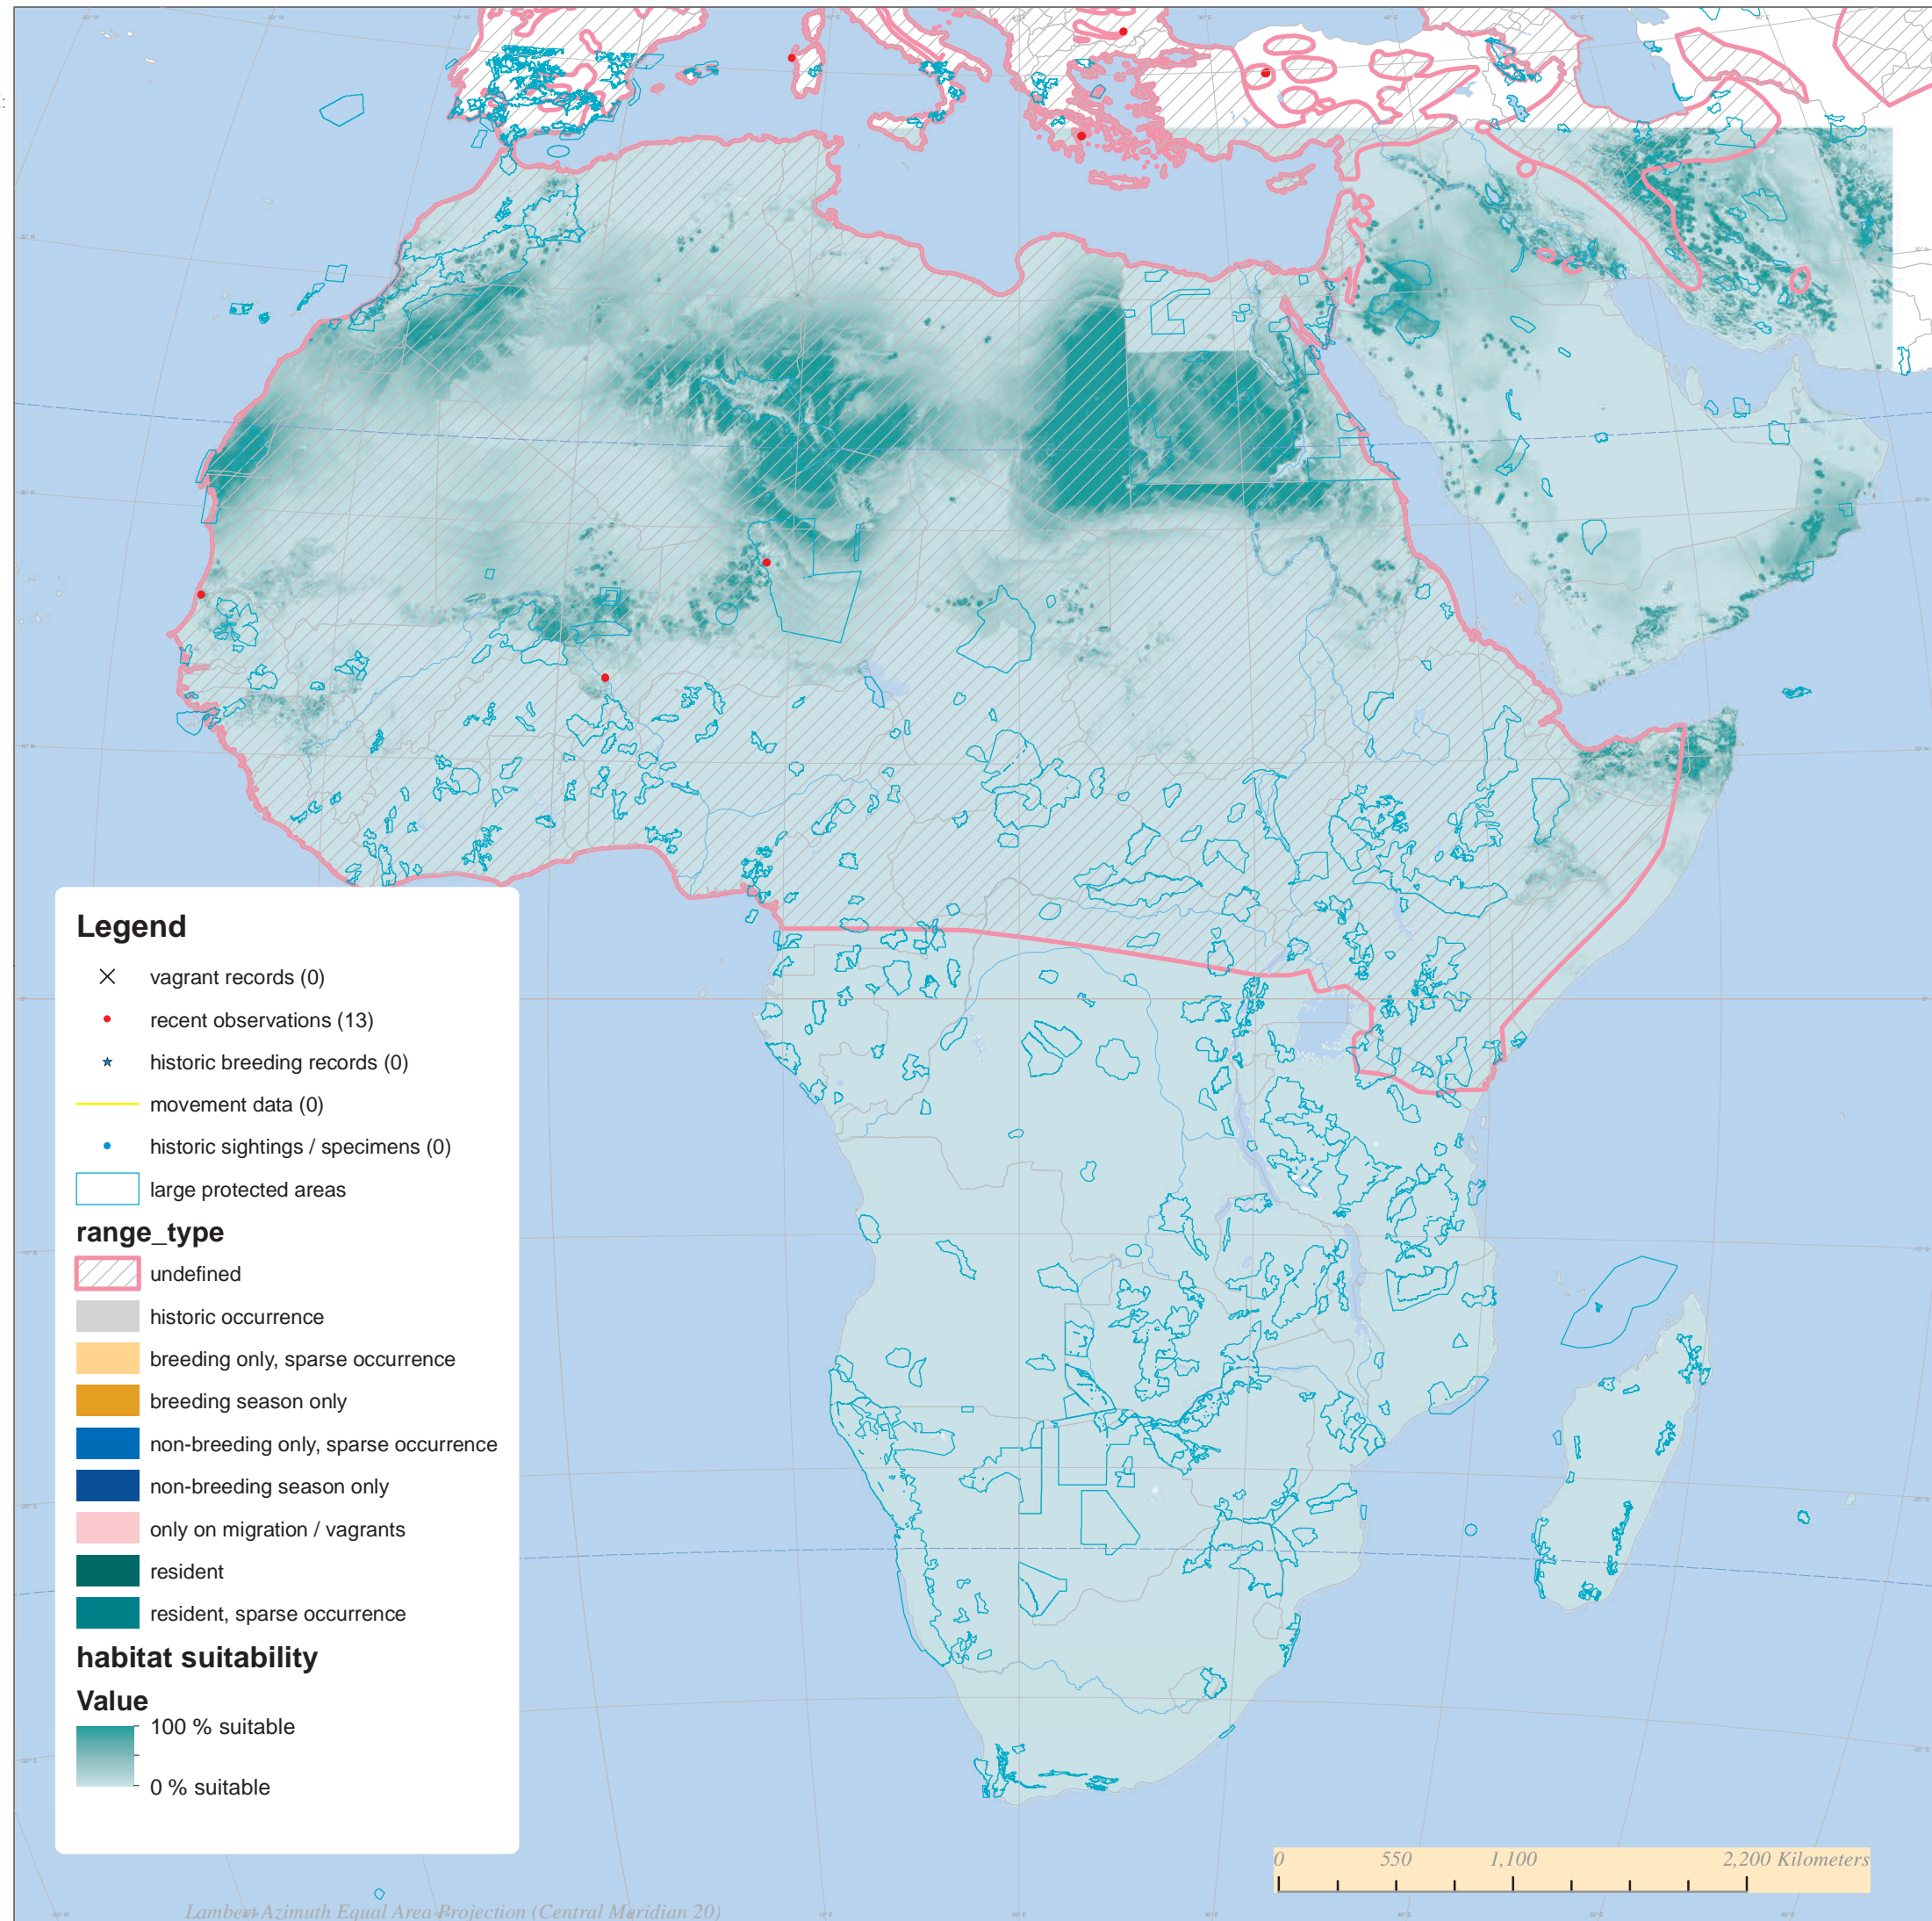 Legend
vagrant records (0)
recent observations (13)
historic breeding records (0)
movement data (0)
historic sightings / specimens (0)
large protected areas
range_type
undefined
historic occurrence
breeding only, sparse occurrence
breeding season only
non-breeding only, sparse occurrence
non-breeding season only
only on migration / vagrants
resident
resident, sparse occurrence
habitat suitability
Value
100 % suitable
0 % suitable
0 550 1,100 2,200 Kilometers
Lambert Azimuth Equal Area Projection (Central Meridian 20)